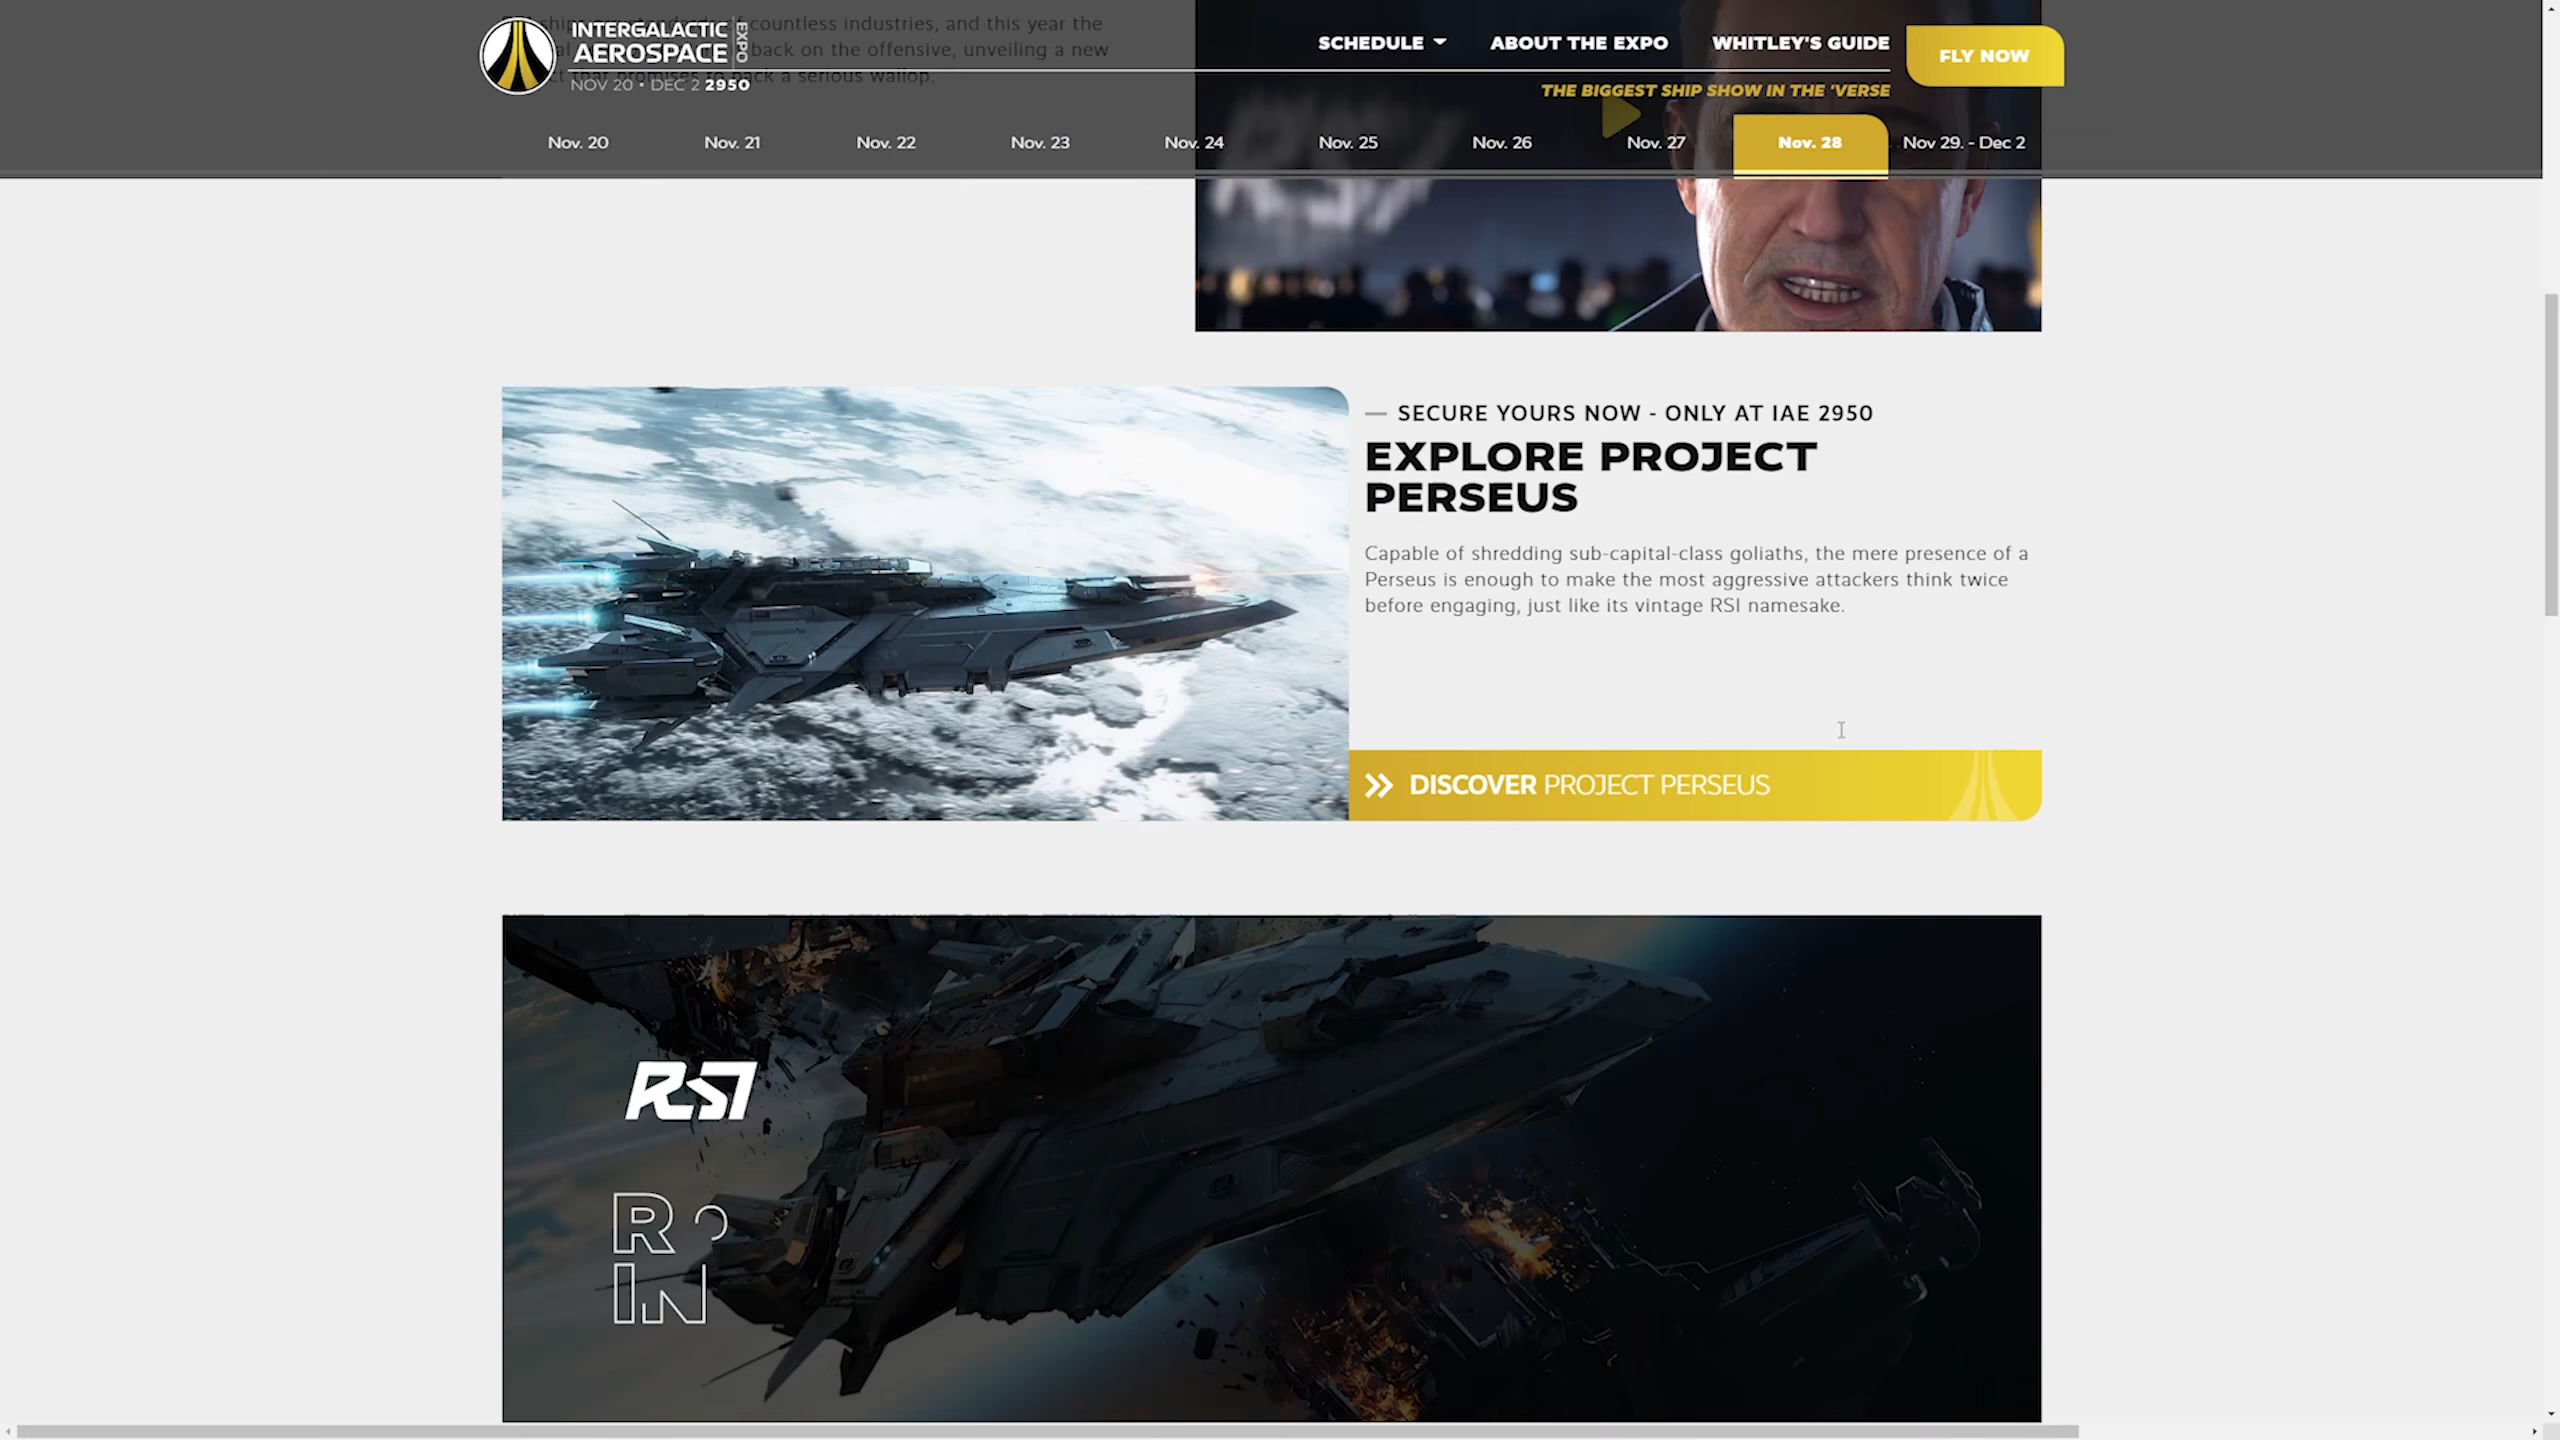 countless industries, and this year the
back on the offensive, unveiling a new
that promises to pack a serious wallop.
INTERGALACTIC
AEROSPACE
EXPO
NOV 20 • DEC 2 2950
SCHEDULE
ABOUT THE EXPO
WHITLEY'S GUIDE
FLY NOW
THE BIGGEST SHIP SHOW IN THE 'VERSE
Nov. 20
Nov. 21
Nov. 22
Nov. 23
Nov. 24
Nov. 25
Nov. 26
Nov. 27
Nov. 28
Nov 29. - Dec 2
SECURE YOURS NOW - ONLY AT IAE 2950
EXPLORE PROJECT
PERSEUS
Capable of shredding sub-capital-class goliaths, the mere presence of a
Perseus is enough to make the most aggressive attackers think twice
before engaging, just like its vintage RSI namesake.
DISCOVER PROJECT PERSEUS
RSI
R
IN